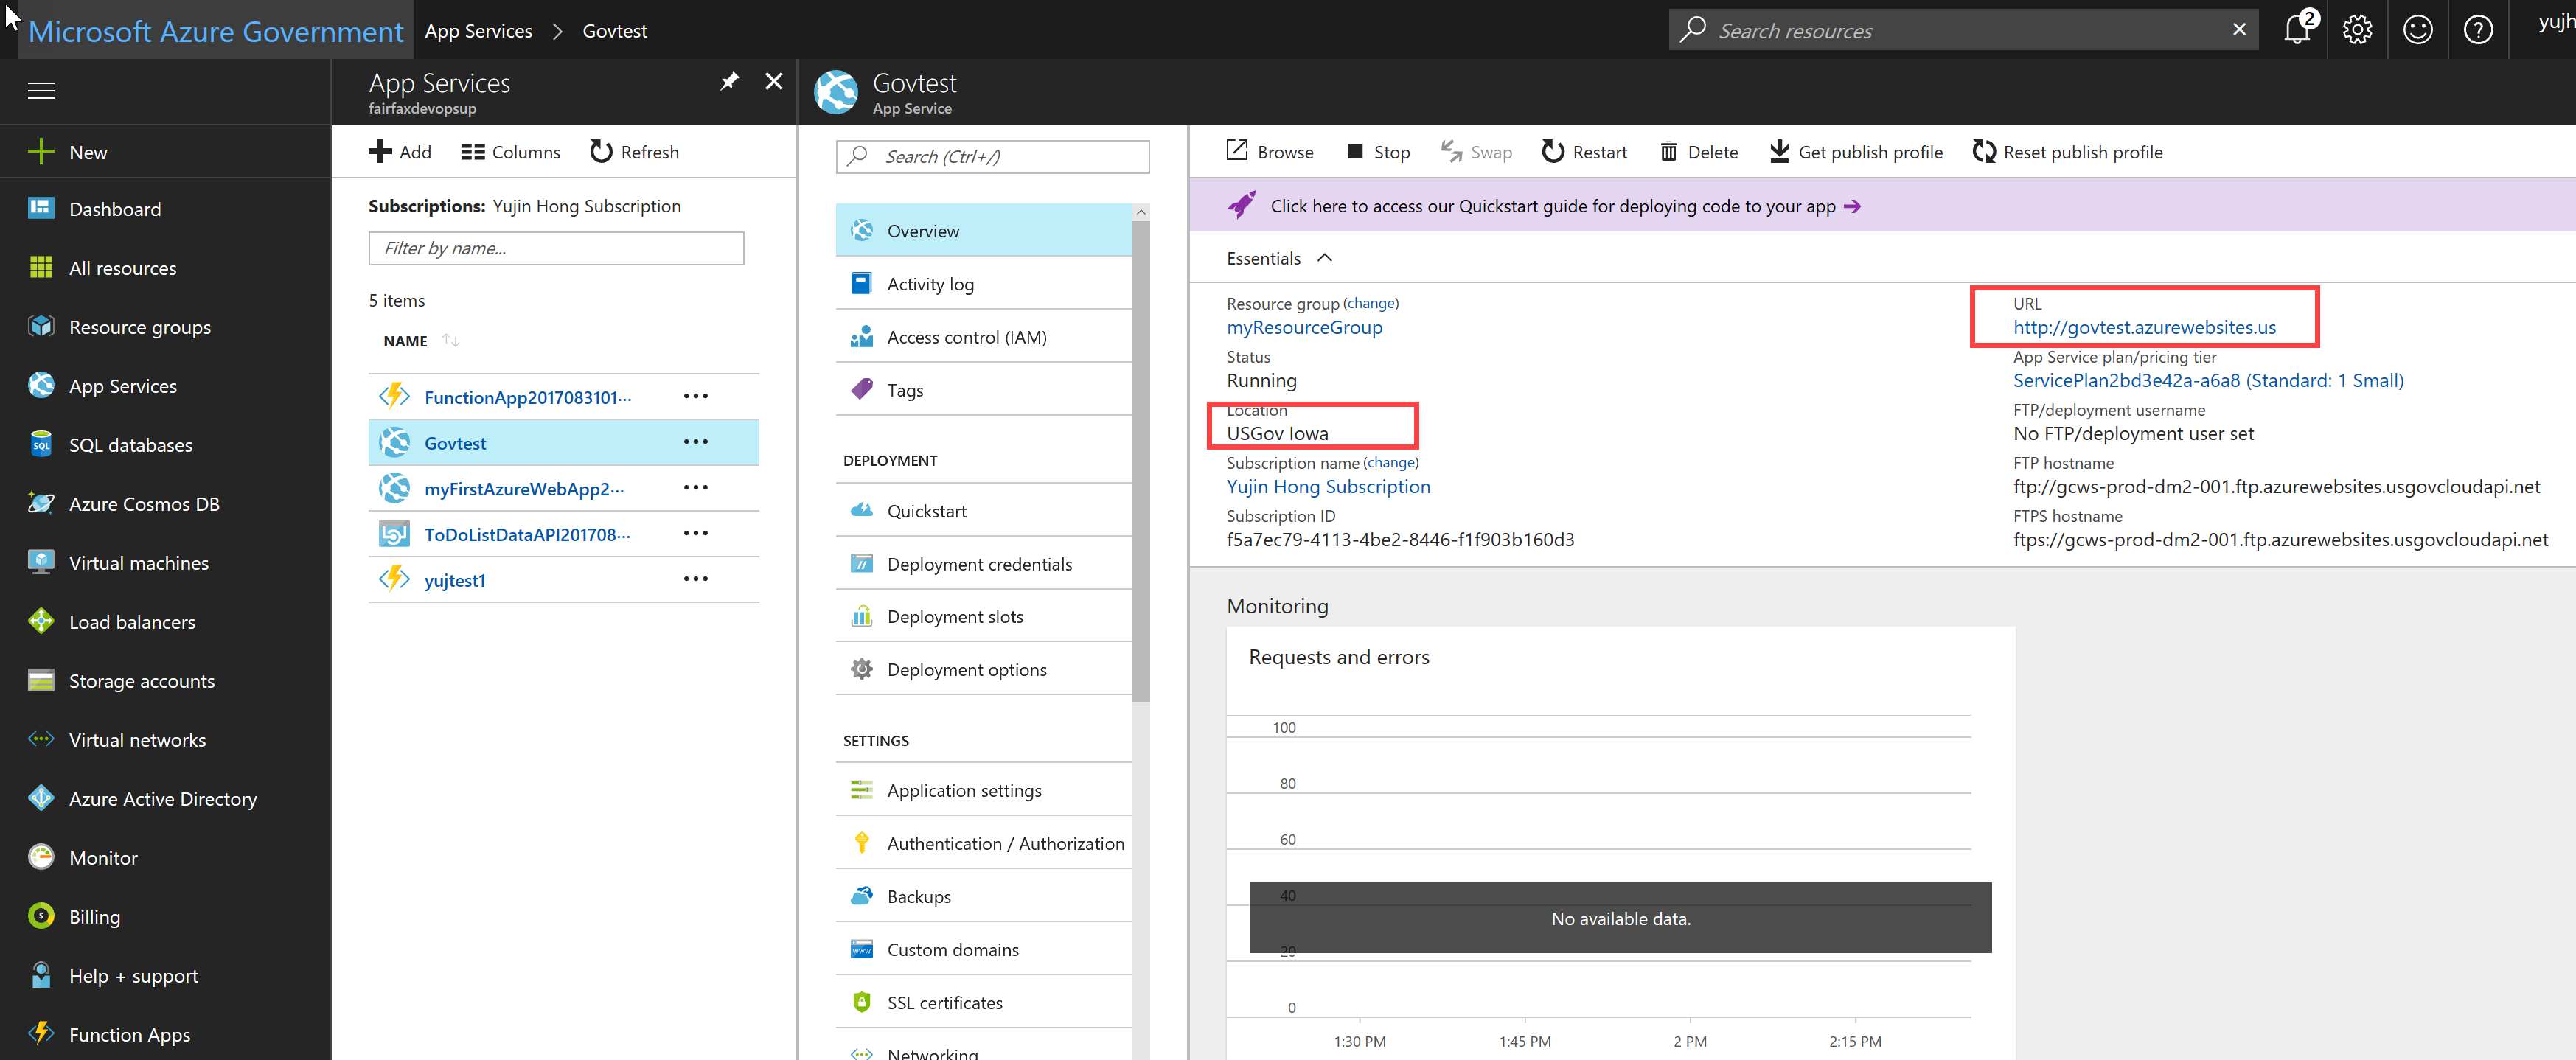 Microsoft Azure Government
App Services > Govtest
Search resources
2
yujh
New
Dashboard
All resources
Resource groups
App Services
SQL databases
Azure Cosmos DB
Virtual machines
Load balancers
Storage accounts
Virtual networks
Azure Active Directory
Monitor
Billing
Help + support
Function Apps
App Services
fairfaxdevopsup
Add
Columns
Refresh
Subscriptions: Yujin Hong Subscription
Filter by name...
5 items
NAME
FunctionApp2017083101...
Govtest
myFirstAzureWebApp2...
ToDoListDataAPI201708...
yujtest1
Govtest
App Service
Search (Ctrl+/)
Overview
Activity log
Access control (IAM)
Tags
DEPLOYMENT
Quickstart
Deployment credentials
Deployment slots
Deployment options
SETTINGS
Application settings
Authentication / Authorization
Backups
Custom domains
SSL certificates
Networking
Browse
Stop
Swap
Restart
Delete
Get publish profile
Reset publish profile
Click here to access our Quickstart guide for deploying code to your app
Essentials
Resource group (change)
myResourceGroup
Status
Running
Location
USGov Iowa
Subscription name (change)
Yujin Hong Subscription
Subscription ID
f5a7ec79-4113-4be2-8446-f1f903b160d3
URL
http://govtest.azurewebsites.us
App Service plan/pricing tier
ServicePlan2bd3e42a-a6a8 (Standard: 1 Small)
FTP/deployment username
No FTP/deployment user set
FTP hostname
ftp://gcws-prod-dm2-001.ftp.azurewebsites.usgovcloudapi.net
FTPS hostname
ftps://gcws-prod-dm2-001.ftp.azurewebsites.usgovcloudapi.net
Monitoring
Requests and errors
100
80
60
40
No available data.
20
0
1:30 PM
1:45 PM
2 PM
2:15 PM